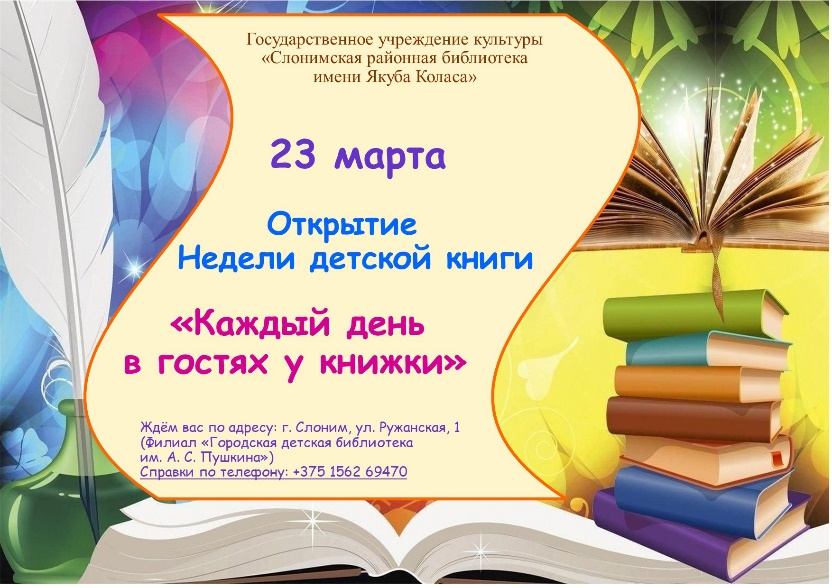 Государственное учреждение культуры
«Слонимская районная библиотека
имени Якуба Коласа»
23 марта
Открытие
Недели детской книги
«Каждый день
в гостях у книжки»
Ждём вас по адресу: г. Слоним, ул. Ружанская, 1
(Филиал «Городская детская библиотека
им. А. С. Пушкина»)
Справки по телефону: +375 1562 69470